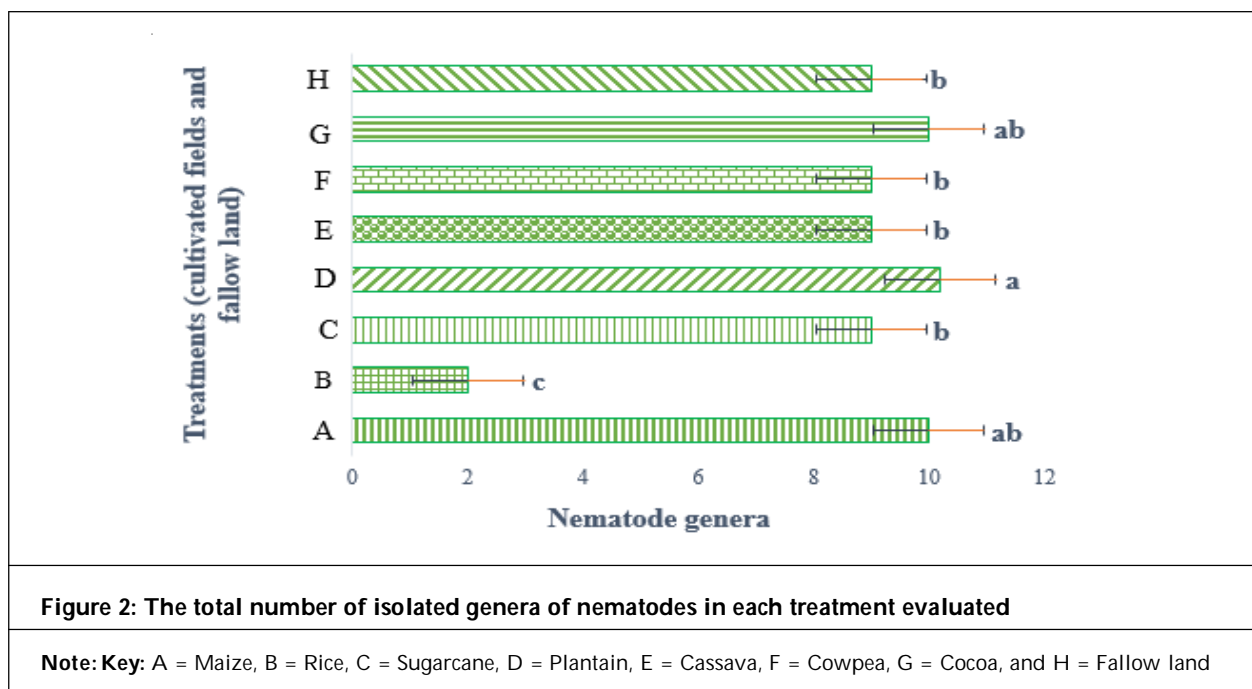 Treatments (cultivated fields and
fallow land)
H
b
G
ab
F
b
E
b
D
a
C
b
B
c
A
ab
0 2 4 6 8 10 12
Nematode genera
Figure 2: The total number of isolated genera of nematodes in each treatment evaluated
Note: Key: A = Maize, B = Rice, C = Sugarcane, D = Plantain, E = Cassava, F = Cowpea, G = Cocoa, and H = Fallow land